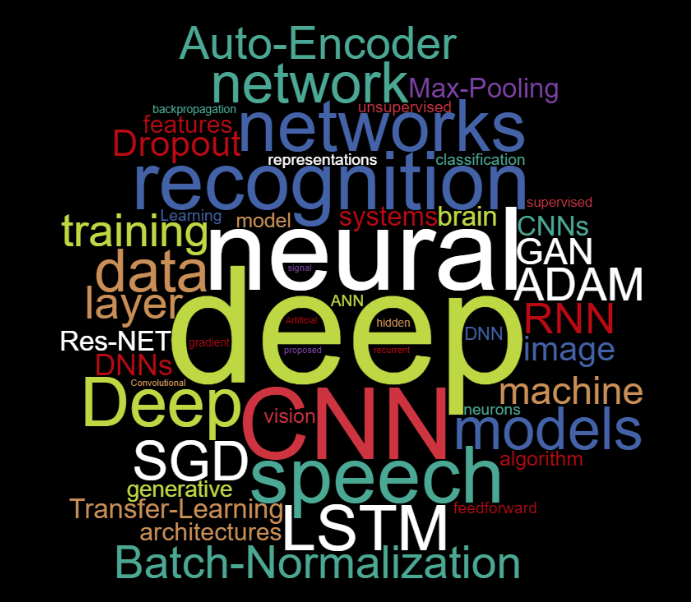 Auto-Encoder
network Max-Pooling
backpropagation unsupervised
features networks
Dropout
representations classification
recognition
supervised
Learning model systems brain CNNs
training neural GAN
data signal ADAM
layer deep ANN
Artificial hidden RNN
Res-NET gradient proposed recurrent DNN image
DNNs
Convolutional machine
Deep CNN vision neurons models
SGD speech algorithm
generative
Transfer-Learning LSTM feedforward
architectures
Batch-Normalization